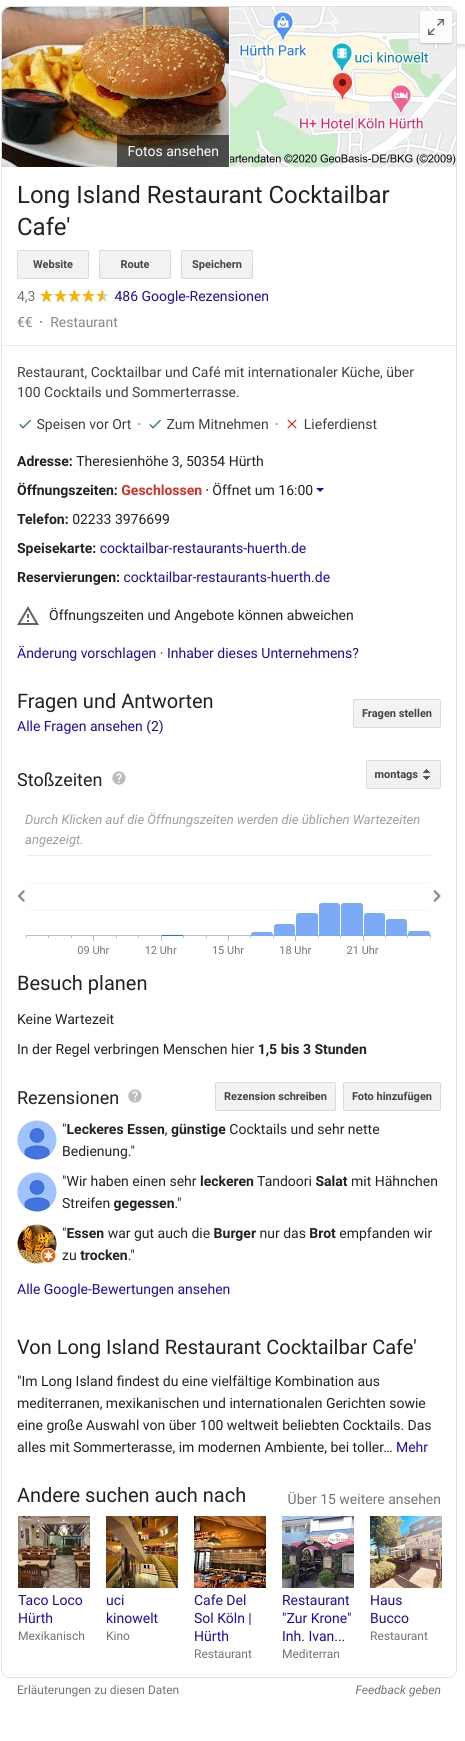 Hürth Park
uci kinowelt
H+ Hotel Köln Hürth
Fotos ansehen
artendaten ©2020 GeoBasis-DE/BKG (©2009)
Long Island Restaurant Cocktailbar
Cafe'
Website Route Speichern
4,3 486 Google-Rezensionen
€€ · Restaurant
Restaurant, Cocktailbar und Café mit internationaler Küche, über
100 Cocktails und Sommerterrasse.
Speisen vor Ort · Zum Mitnehmen · Lieferdienst
Adresse: Theresienhöhe 3, 50354 Hürth
Öffnungszeiten: Geschlossen · Öffnet um 16:00
Telefon: 02233 3976699
Speisekarte: cocktailbar-restaurants-huerth.de
Reservierungen: cocktailbar-restaurants-huerth.de
Öffnungszeiten und Angebote können abweichen
Änderung vorschlagen · Inhaber dieses Unternehmens?
Fragen und Antworten
Alle Fragen ansehen (2)
Fragen stellen
Stoßzeiten ?
montags
Durch Klicken auf die Öffnungszeiten werden die üblichen Wartezeiten
angezeigt.
09 Uhr 12 Uhr 15 Uhr 18 Uhr 21 Uhr
Besuch planen
Keine Wartezeit
In der Regel verbringen Menschen hier 1,5 bis 3 Stunden
Rezensionen ? Rezension schreiben Foto hinzufügen
"Leckeres Essen, günstige Cocktails und sehr nette
Bedienung."
"Wir haben einen sehr leckeren Tandoori Salat mit Hähnchen
Streifen gegessen."
"Essen war gut auch die Burger nur das Brot empfanden wir
zu trocken."
Alle Google-Bewertungen ansehen
Von Long Island Restaurant Cocktailbar Cafe'
"Im Long Island findest du eine vielfältige Kombination aus
mediterranen, mexikanischen und internationalen Gerichten sowie
eine große Auswahl von über 100 weltweit beliebten Cocktails. Das
alles mit Sommerterasse, im modernen Ambiente, bei toller… Mehr
Andere suchen auch nach Über 15 weitere ansehen
Taco Loco
Hürth
Mexikanisch
uci
kinowelt
Kino
Cafe Del
Sol Köln |
Hürth
Restaurant
Restaurant
"Zur Krone"
Inh. Ivan...
Mediterran
Haus
Bucco
Restaurant
Erläuterungen zu diesen Daten Feedback geben